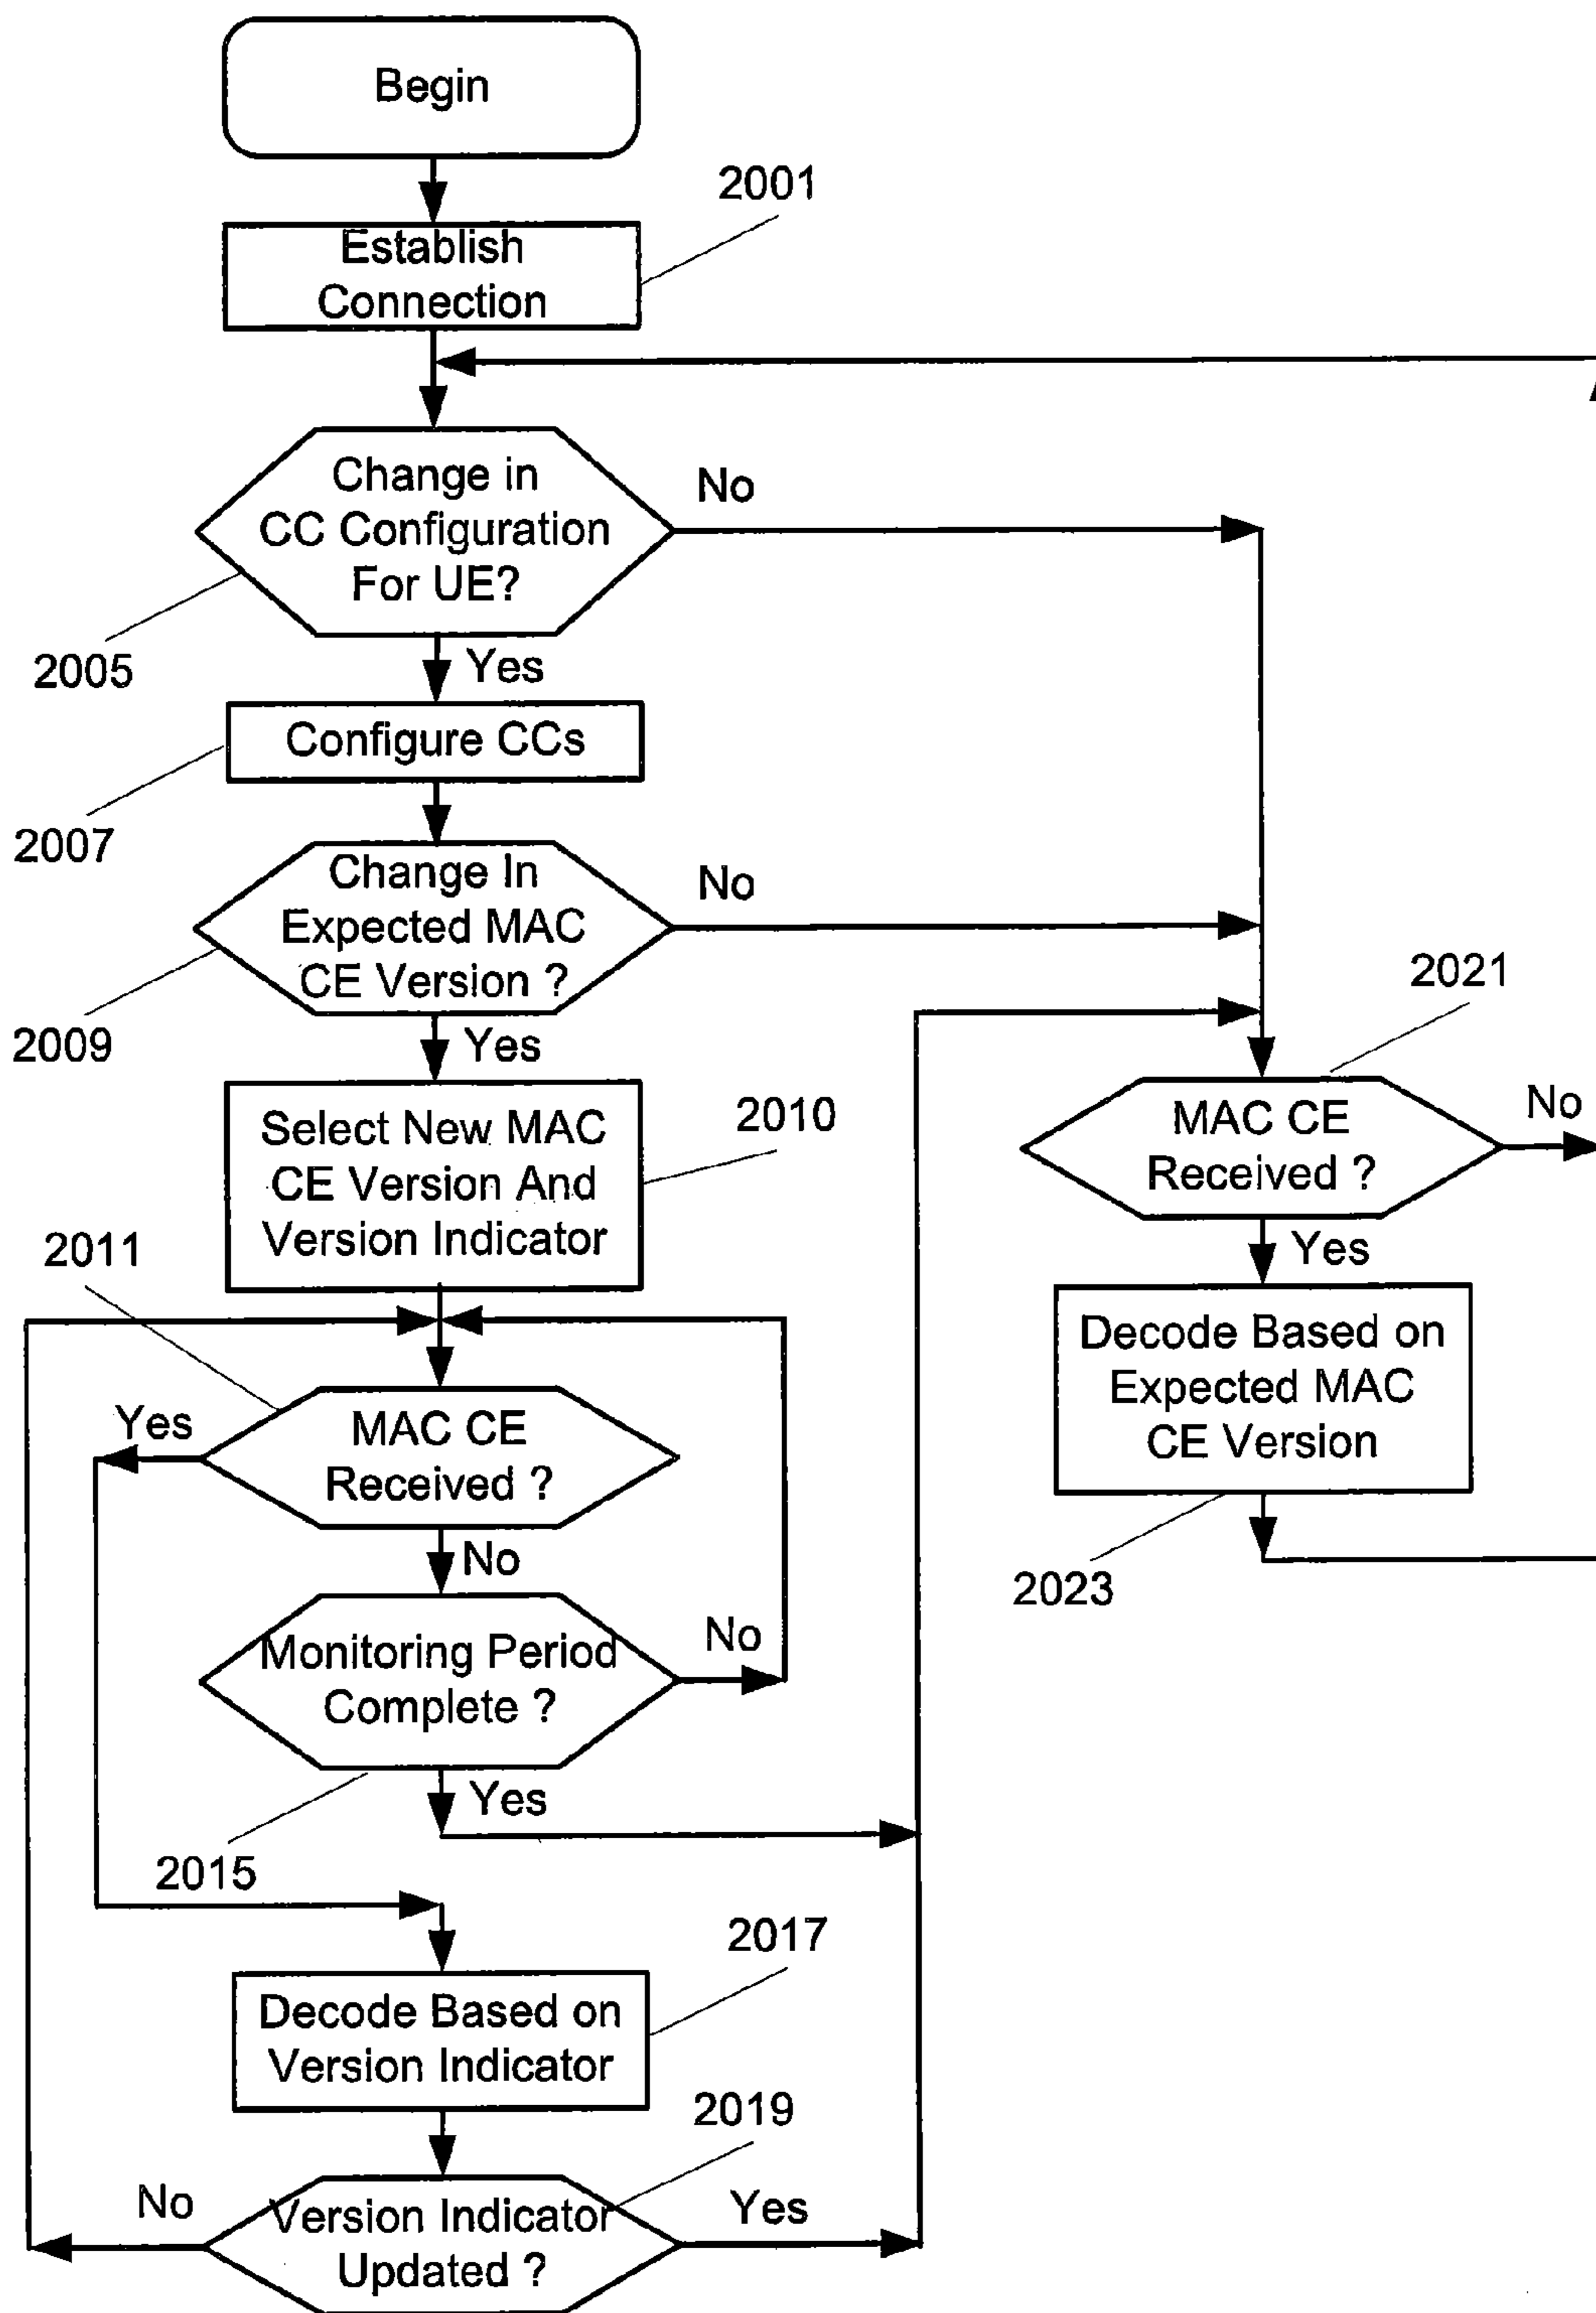 Begin
2001
Establish
Connection
Change in
CC Configuration
For UE?
No
2005
Yes
Configure CCs
2007
Change In
Expected MAC
CE Version ?
No
2009
Yes
Select New MAC
CE Version And
Version Indicator
2010
2011
MAC CE
Received ?
Yes
No
Monitoring Period
Complete ?
No
2015
Yes
2017
Decode Based on
Version Indicator
2019
Version Indicator
Updated ?
No
Yes
2021
MAC CE
Received ?
No
Yes
Decode Based on
Expected MAC
CE Version
2023